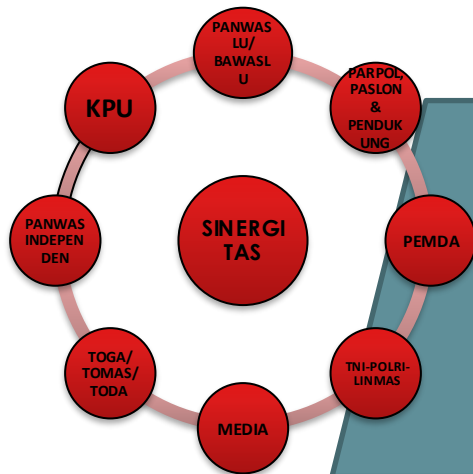 PANWAS
LU/
BAWASL
U
PARPOL,
PASLON
&
PENDUK
UNG
PEMDA
TNI-POLRI-
LINMAS
MEDIA
TOGA/
TOMAS/
TODA
PANWAS
INDEPEN
DEN
KPU
SINERGI
TAS